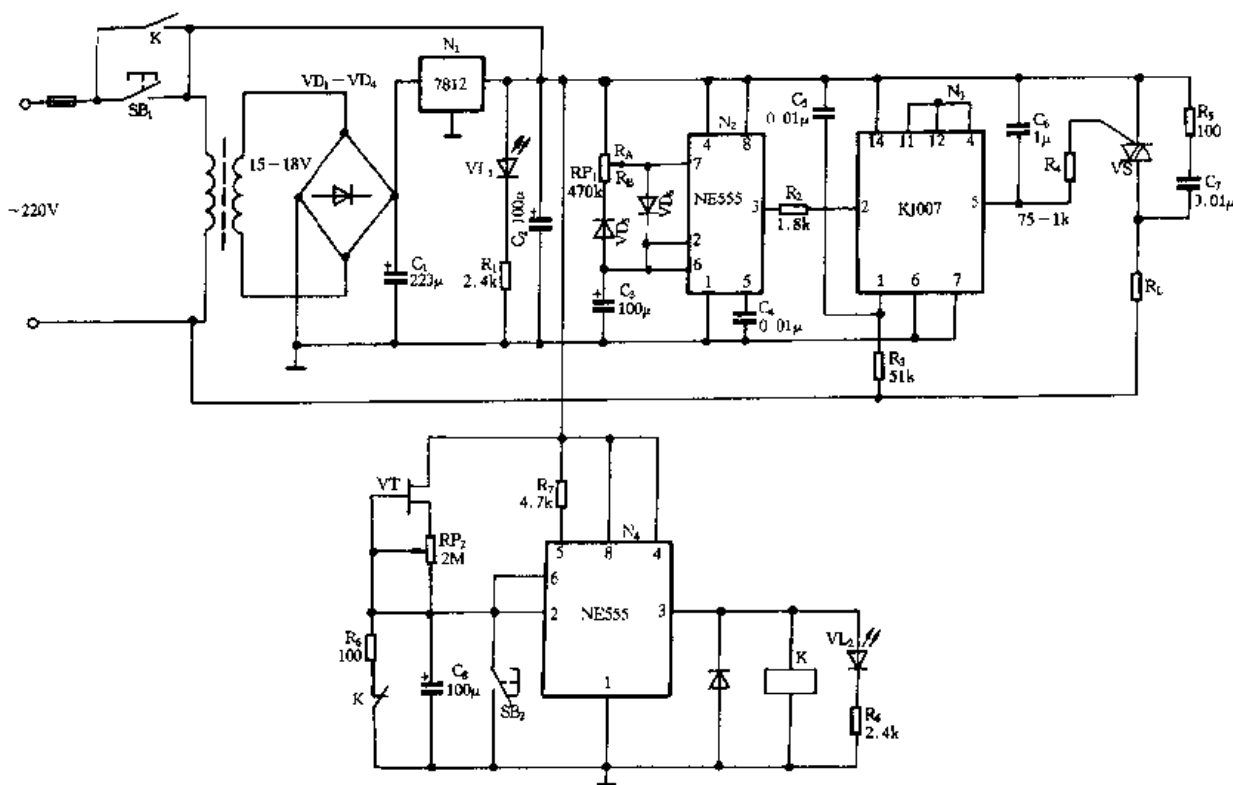 K
SB₁
~220V
15-18V
VD₁-VD₄
N₁
7812
C₁
223μ
VL₁
R₁
2.4k
C₂ 100μ
RP₁
470k
R_A
R_B
VD₅
VD₆
C₃
100μ
N₂
4
8
7
NE555
3
2
6
1
5
C₄
0.01μ
R₂
1.8k
C₅
0.01μ
N₃
14
11
12
4
2
KJ007
5
1
6
7
R₃
51k
C₆
1μ
R₄
75-1k
VS
R₅
100
C₇
0.01μ
R_L
VT
RP₂
2M
R₇
4.7k
N₄
5
8
4
6
2
NE555
3
1
R₆
100
K
C₈
100μ
SB₂
K
VL₂
R₆
2.4k